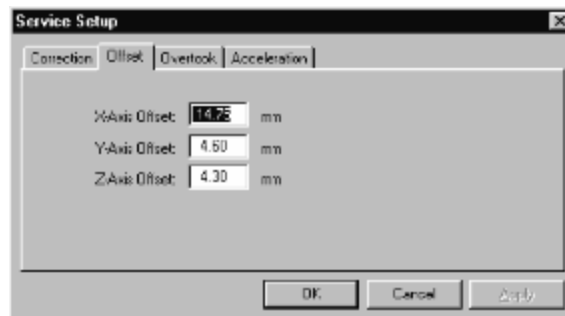 Service Setup
Correction Offset Overtook Acceleration
X-Axis Offset: 14.75 mm
Y-Axis Offset: 4.60 mm
Z-Axis Offset: 4.30 mm
OK Cancel Apply